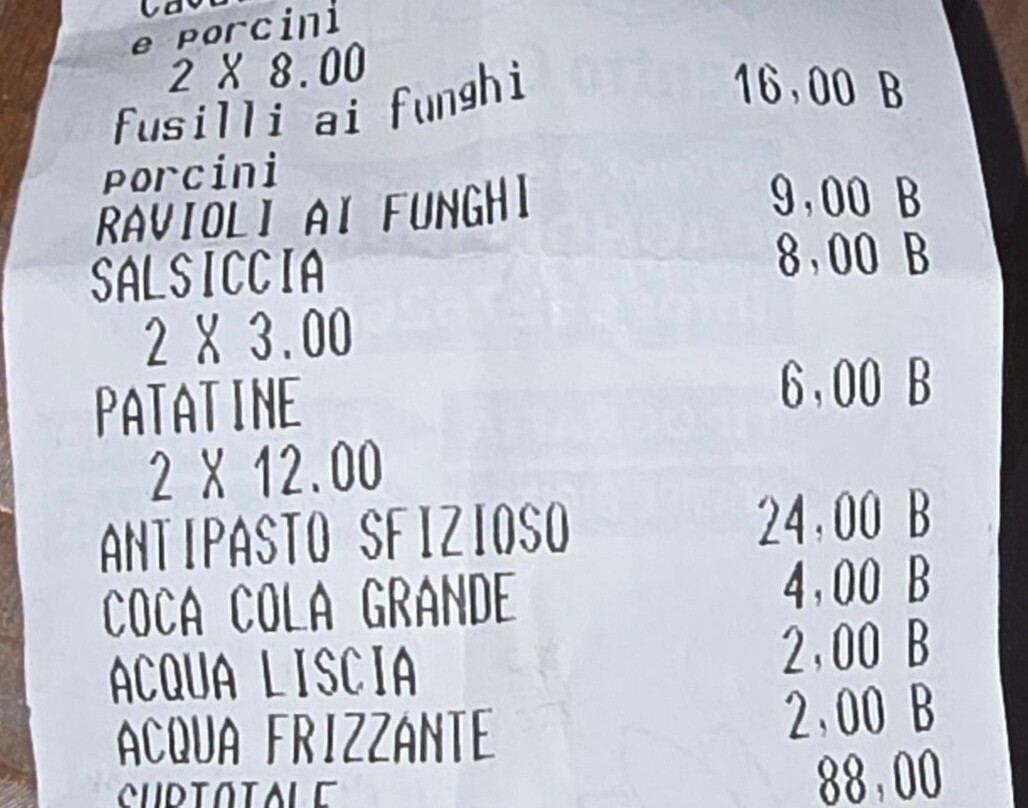 e porcini
2 X 8.00
fusilli ai funghi 16,00 B
porcini
RAVIOLI AI FUNGHI 9,00 B
SALSICCIA 8,00 B
2 X 3.00
PATATINE 6,00 B
2 X 12.00
ANTIPASTO SFIZIOSO 24,00 B
COCA COLA GRANDE 4,00 B
ACQUA LISCIA 2,00 B
ACQUA FRIZZANTE 2,00 B
SUBTOTALE 88,00